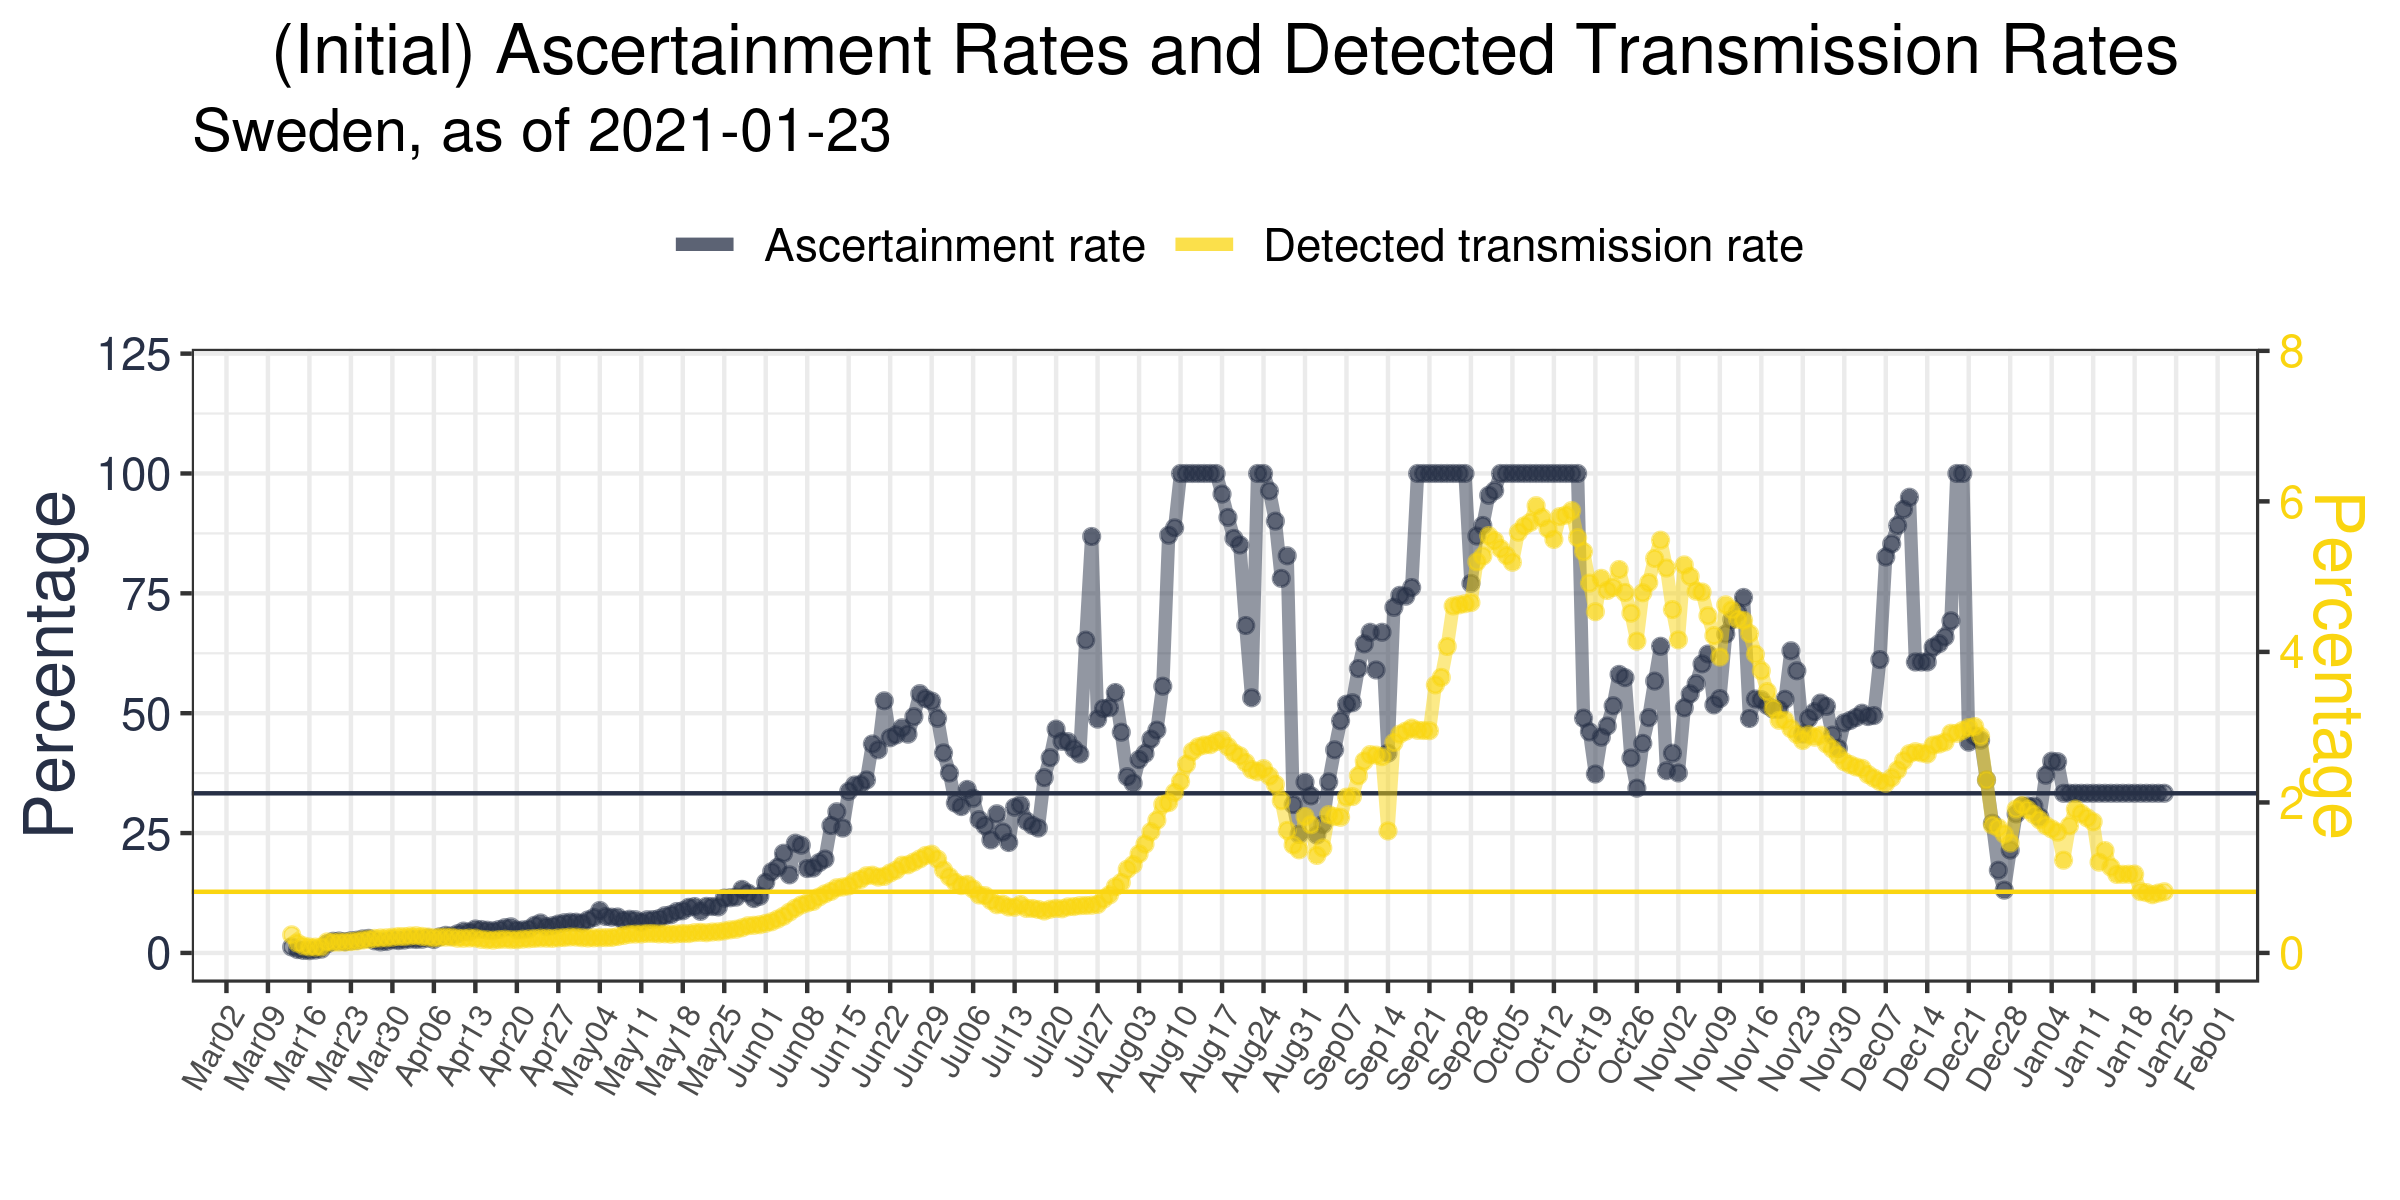 (Initial) Ascertainment Rates and Detected Transmission Rates
Sweden, as of 2021-01-23
Ascertainment rate Detected transmission rate
125 8
100 6
75 4
50 2
25 0
0
Percentage
Percentage
Mar02 Mar09 Mar16 Mar23 Mar30 Apr06 Apr13 Apr20 Apr27 May04 May11 May18 May25 Jun01 Jun08 Jun15 Jun22 Jun29 Jul06 Jul13 Jul20 Jul27 Aug03 Aug10 Aug17 Aug24 Aug31 Sep07 Sep14 Sep21 Sep28 Oct05 Oct12 Oct19 Oct26 Nov02 Nov09 Nov16 Nov23 Nov30 Dec07 Dec14 Dec21 Dec28 Jan04 Jan11 Jan18 Jan25 Feb01